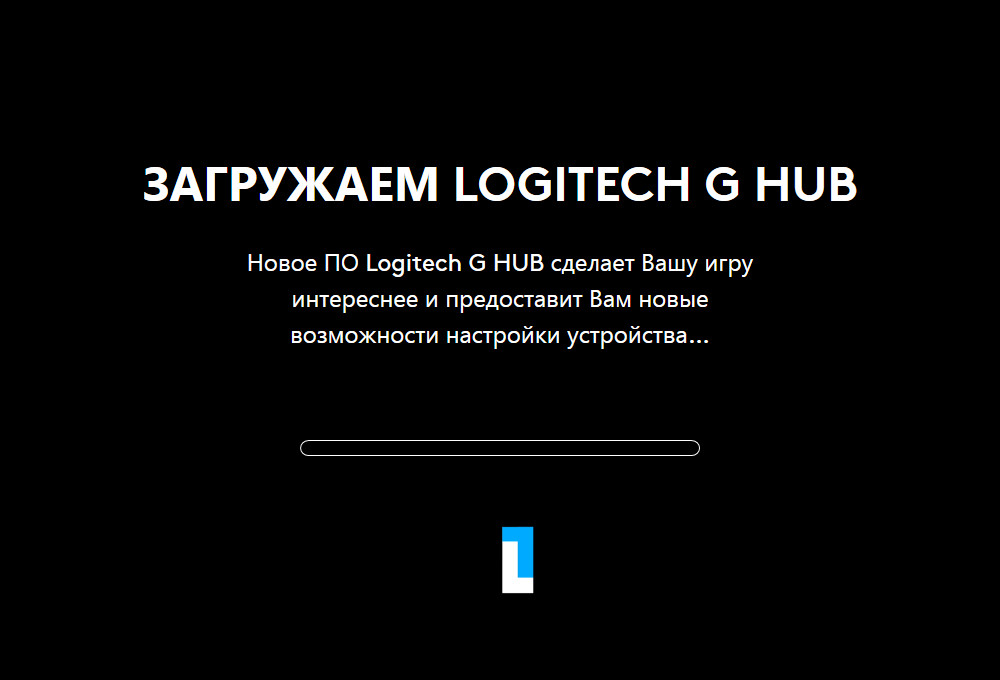 ЗАГРУЖАЕМ LOGITECH G HUB
Новое ПО Logitech G HUB сделает Вашу игру
интереснее и предоставит Вам новые
возможности настройки устройства...